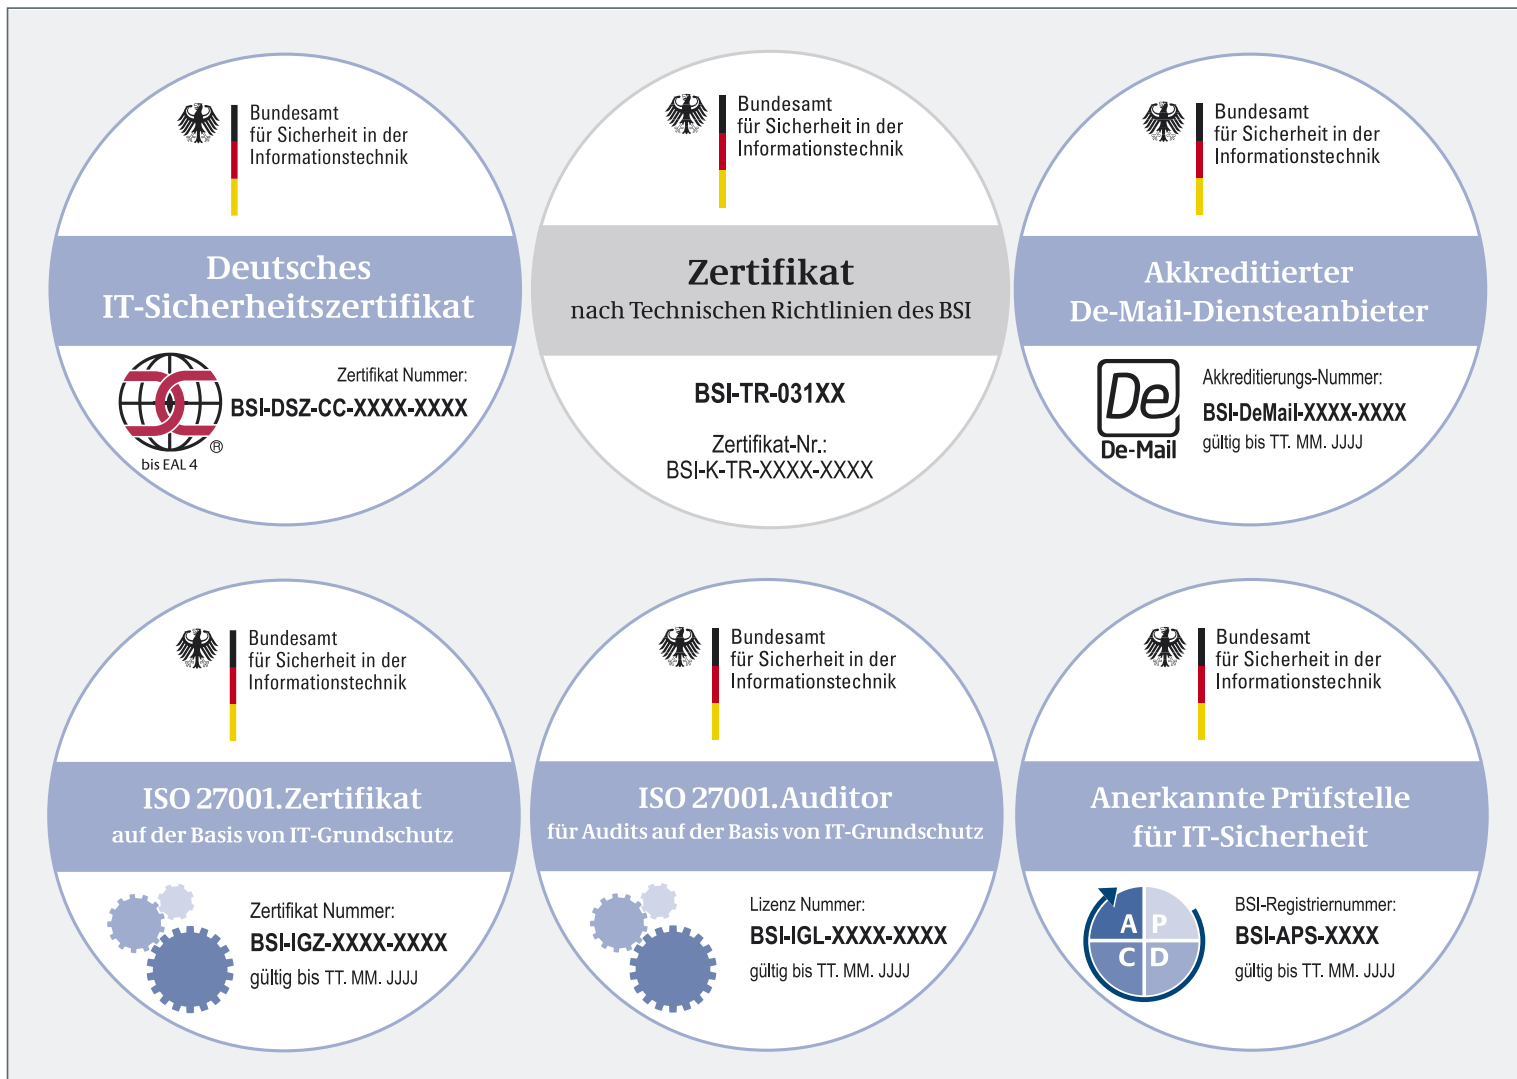 Bundesamt
für Sicherheit in der
Informationstechnik
Deutsches
IT-Sicherheitszertifikat
Zertifikat Nummer:
BSI-DSZ-CC-XXXX-XXXX
®
bis EAL 4
Bundesamt
für Sicherheit in der
Informationstechnik
Zertifikat
nach Technischen Richtlinien des BSI
BSI-TR-031XX
Zertifikat-Nr.:
BSI-K-TR-XXXX-XXXX
Bundesamt
für Sicherheit in der
Informationstechnik
Akkreditierter
De-Mail-Diensteanbieter
De
De-Mail
Akkreditierungs-Nummer:
BSI-DeMail-XXXX-XXXX
gültig bis TT. MM. JJJJ
Bundesamt
für Sicherheit in der
Informationstechnik
ISO 27001.Zertifikat
auf der Basis von IT-Grundschutz
Zertifikat Nummer:
BSI-IGZ-XXXX-XXXX
gültig bis TT. MM. JJJJ
Bundesamt
für Sicherheit in der
Informationstechnik
ISO 27001.Auditor
für Audits auf der Basis von IT-Grundschutz
Lizenz Nummer:
BSI-IGL-XXXX-XXXX
gültig bis TT. MM. JJJJ
Bundesamt
für Sicherheit in der
Informationstechnik
Anerkannte Prüfstelle
für IT-Sicherheit
A P
C D
BSI-Registriernummer:
BSI-APS-XXXX
gültig bis TT. MM. JJJJ